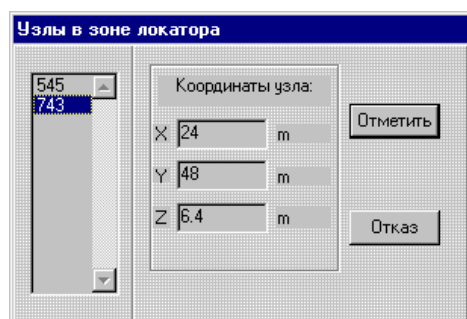 Узлы в зоне локатора
545
743
Координаты узла:
X 24 m
Y 48 m
Z 6.4 m
Отметить
Отказ